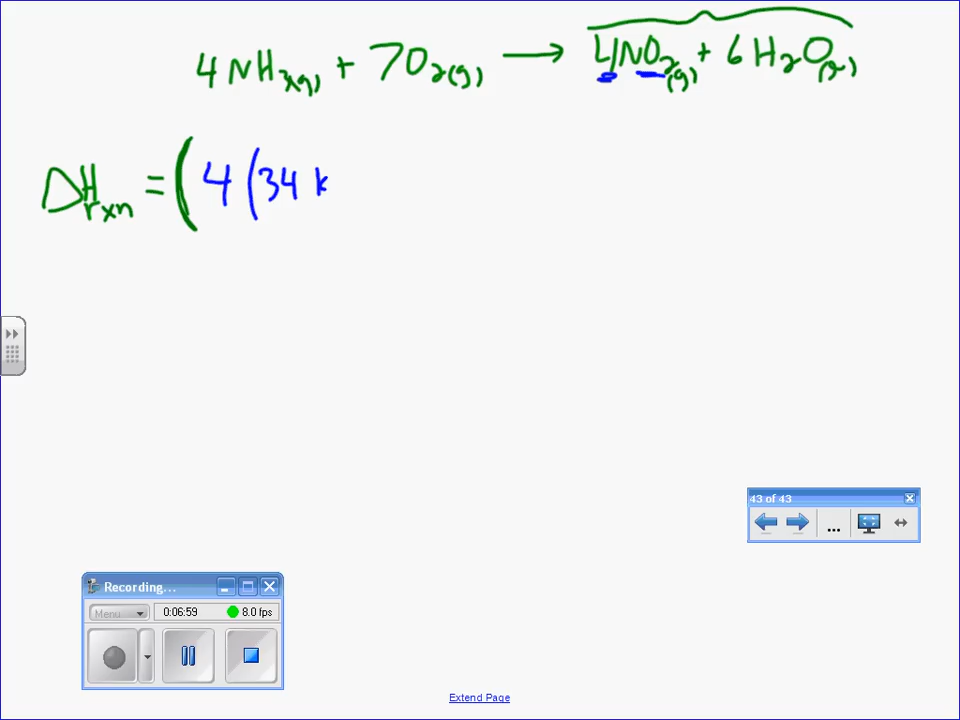 4NH3(g) + 7O2(g) → 4NO2(g) + 6H2O(g)
ΔHrxn = ( 4 (34 k
43 of 43
...
Recording...
Menu 0:06:59 8.0 fps
Extend Page